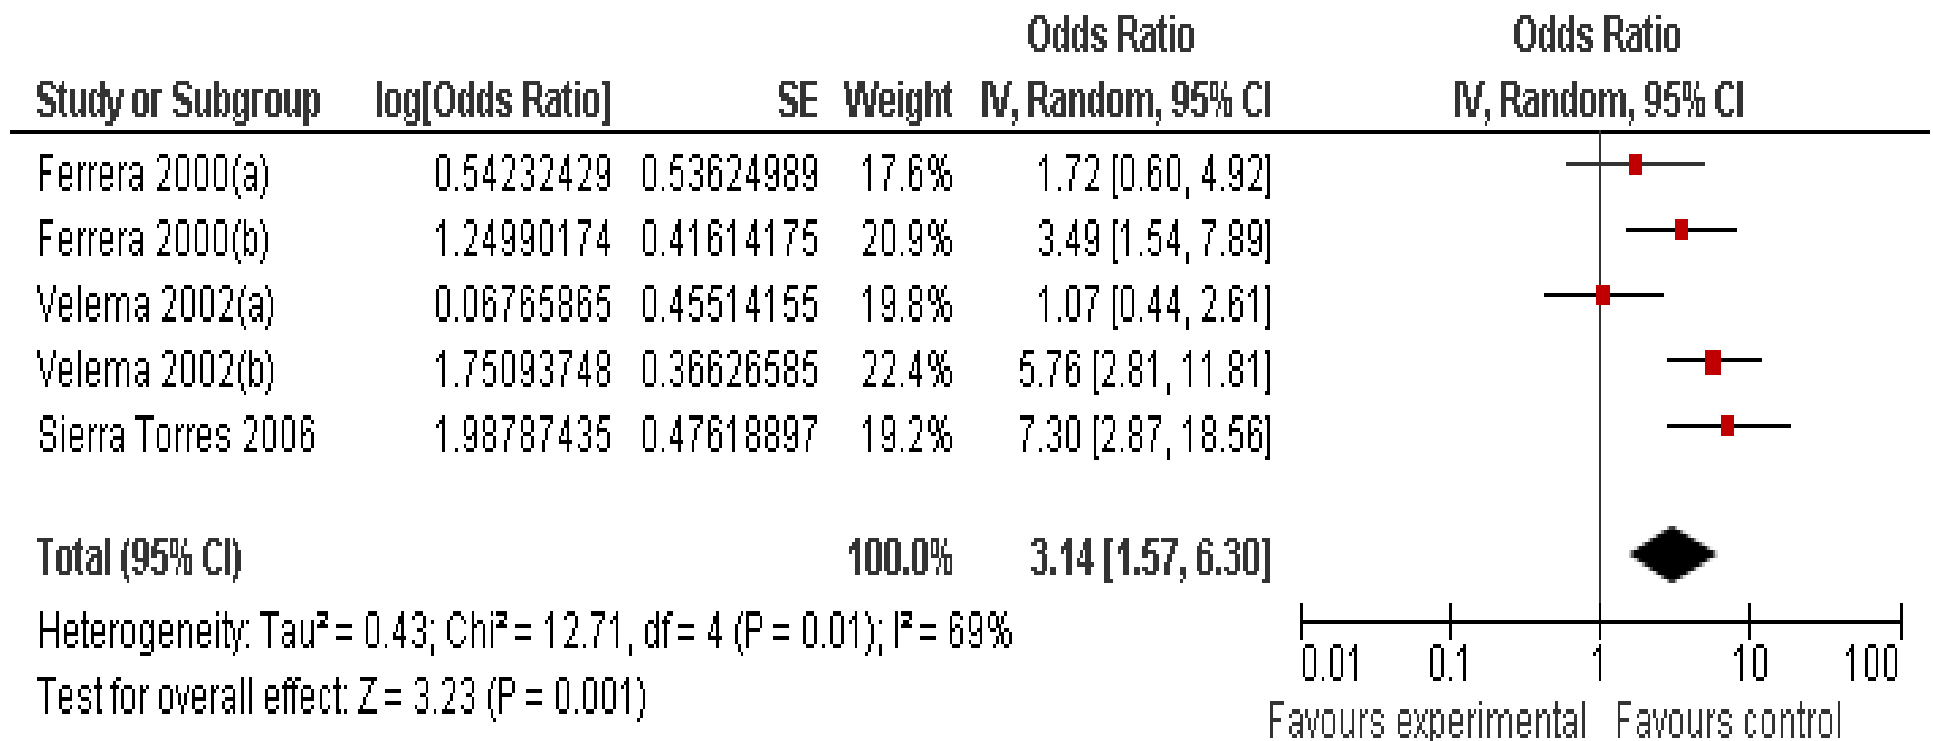 Odds Ratio Odds Ratio
Study or Subgroup log[Odds Ratio] SE Weight IV, Random, 95% CI IV, Random, 95% CI
Ferrera 2000(a) 0.54232429 0.53624989 17.6% 1.72 [0.60, 4.92]
Ferrera 2000(b) 1.24990174 0.41614175 20.9% 3.49 [1.54, 7.89]
Velema 2002(a) 0.06765865 0.45514155 19.8% 1.07 [0.44, 2.61]
Velema 2002(b) 1.75093748 0.36626585 22.4% 5.76 [2.81, 11.81]
Sierra Torres 2006 1.98787435 0.47618897 19.2% 7.30 [2.87, 18.56]
Total (95% CI) 100.0% 3.14 [1.57, 6.30]
Heterogeneity: Tau² = 0.43; Chi² = 12.71, df = 4 (P = 0.01); I² = 69%
Test for overall effect: Z = 3.23 (P = 0.001)
0.01 0.1 1 10 100
Favours experimental Favours control